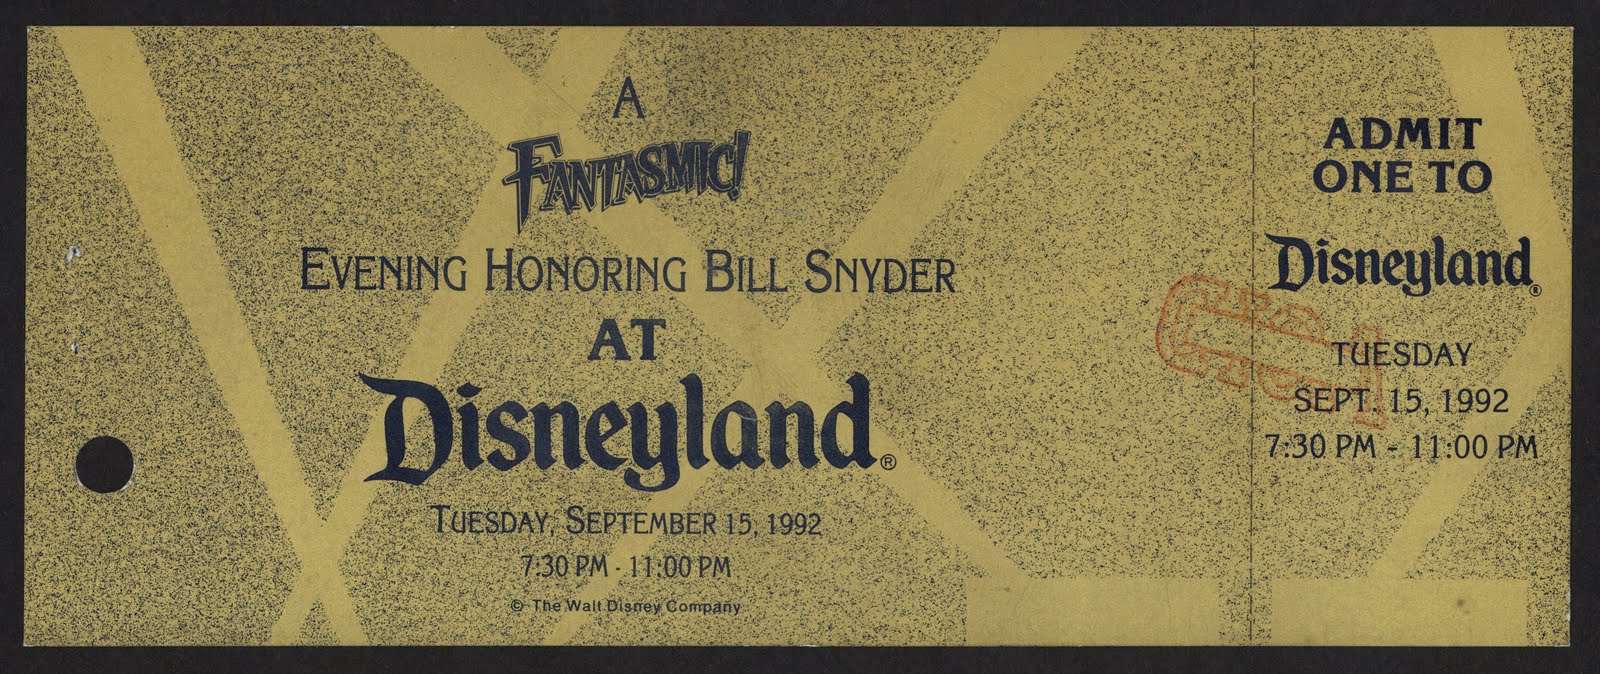 A
FANTASMIC!
EVENING HONORING BILL SNYDER
AT
Disneyland®
TUESDAY, SEPTEMBER 15, 1992
7:30 PM - 11:00 PM
© The Walt Disney Company
ADMIT
ONE TO
Disneyland®
TUESDAY
SEPT. 15, 1992
7:30 PM - 11:00 PM